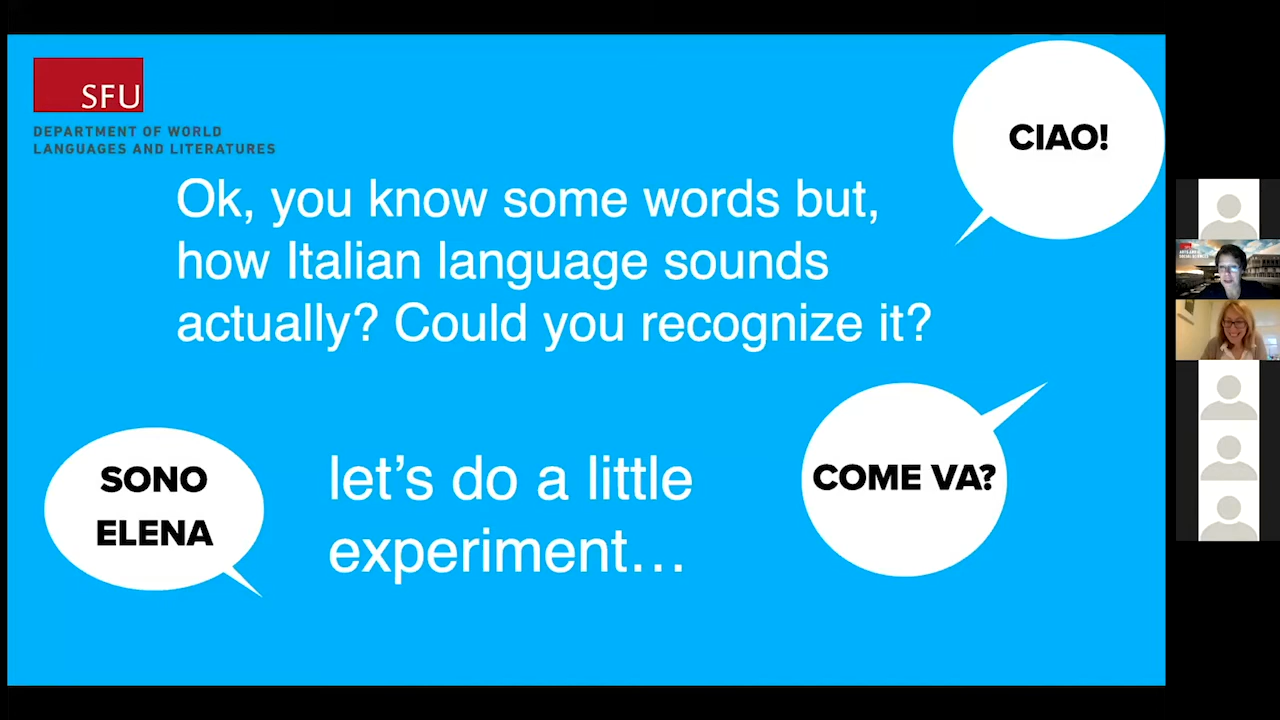 SFU
DEPARTMENT OF WORLD
LANGUAGES AND LITERATURES
CIAO!
Ok, you know some words but,
how Italian language sounds
actually? Could you recognize it?
SONO
ELENA
let’s do a little
experiment…
COME VA?